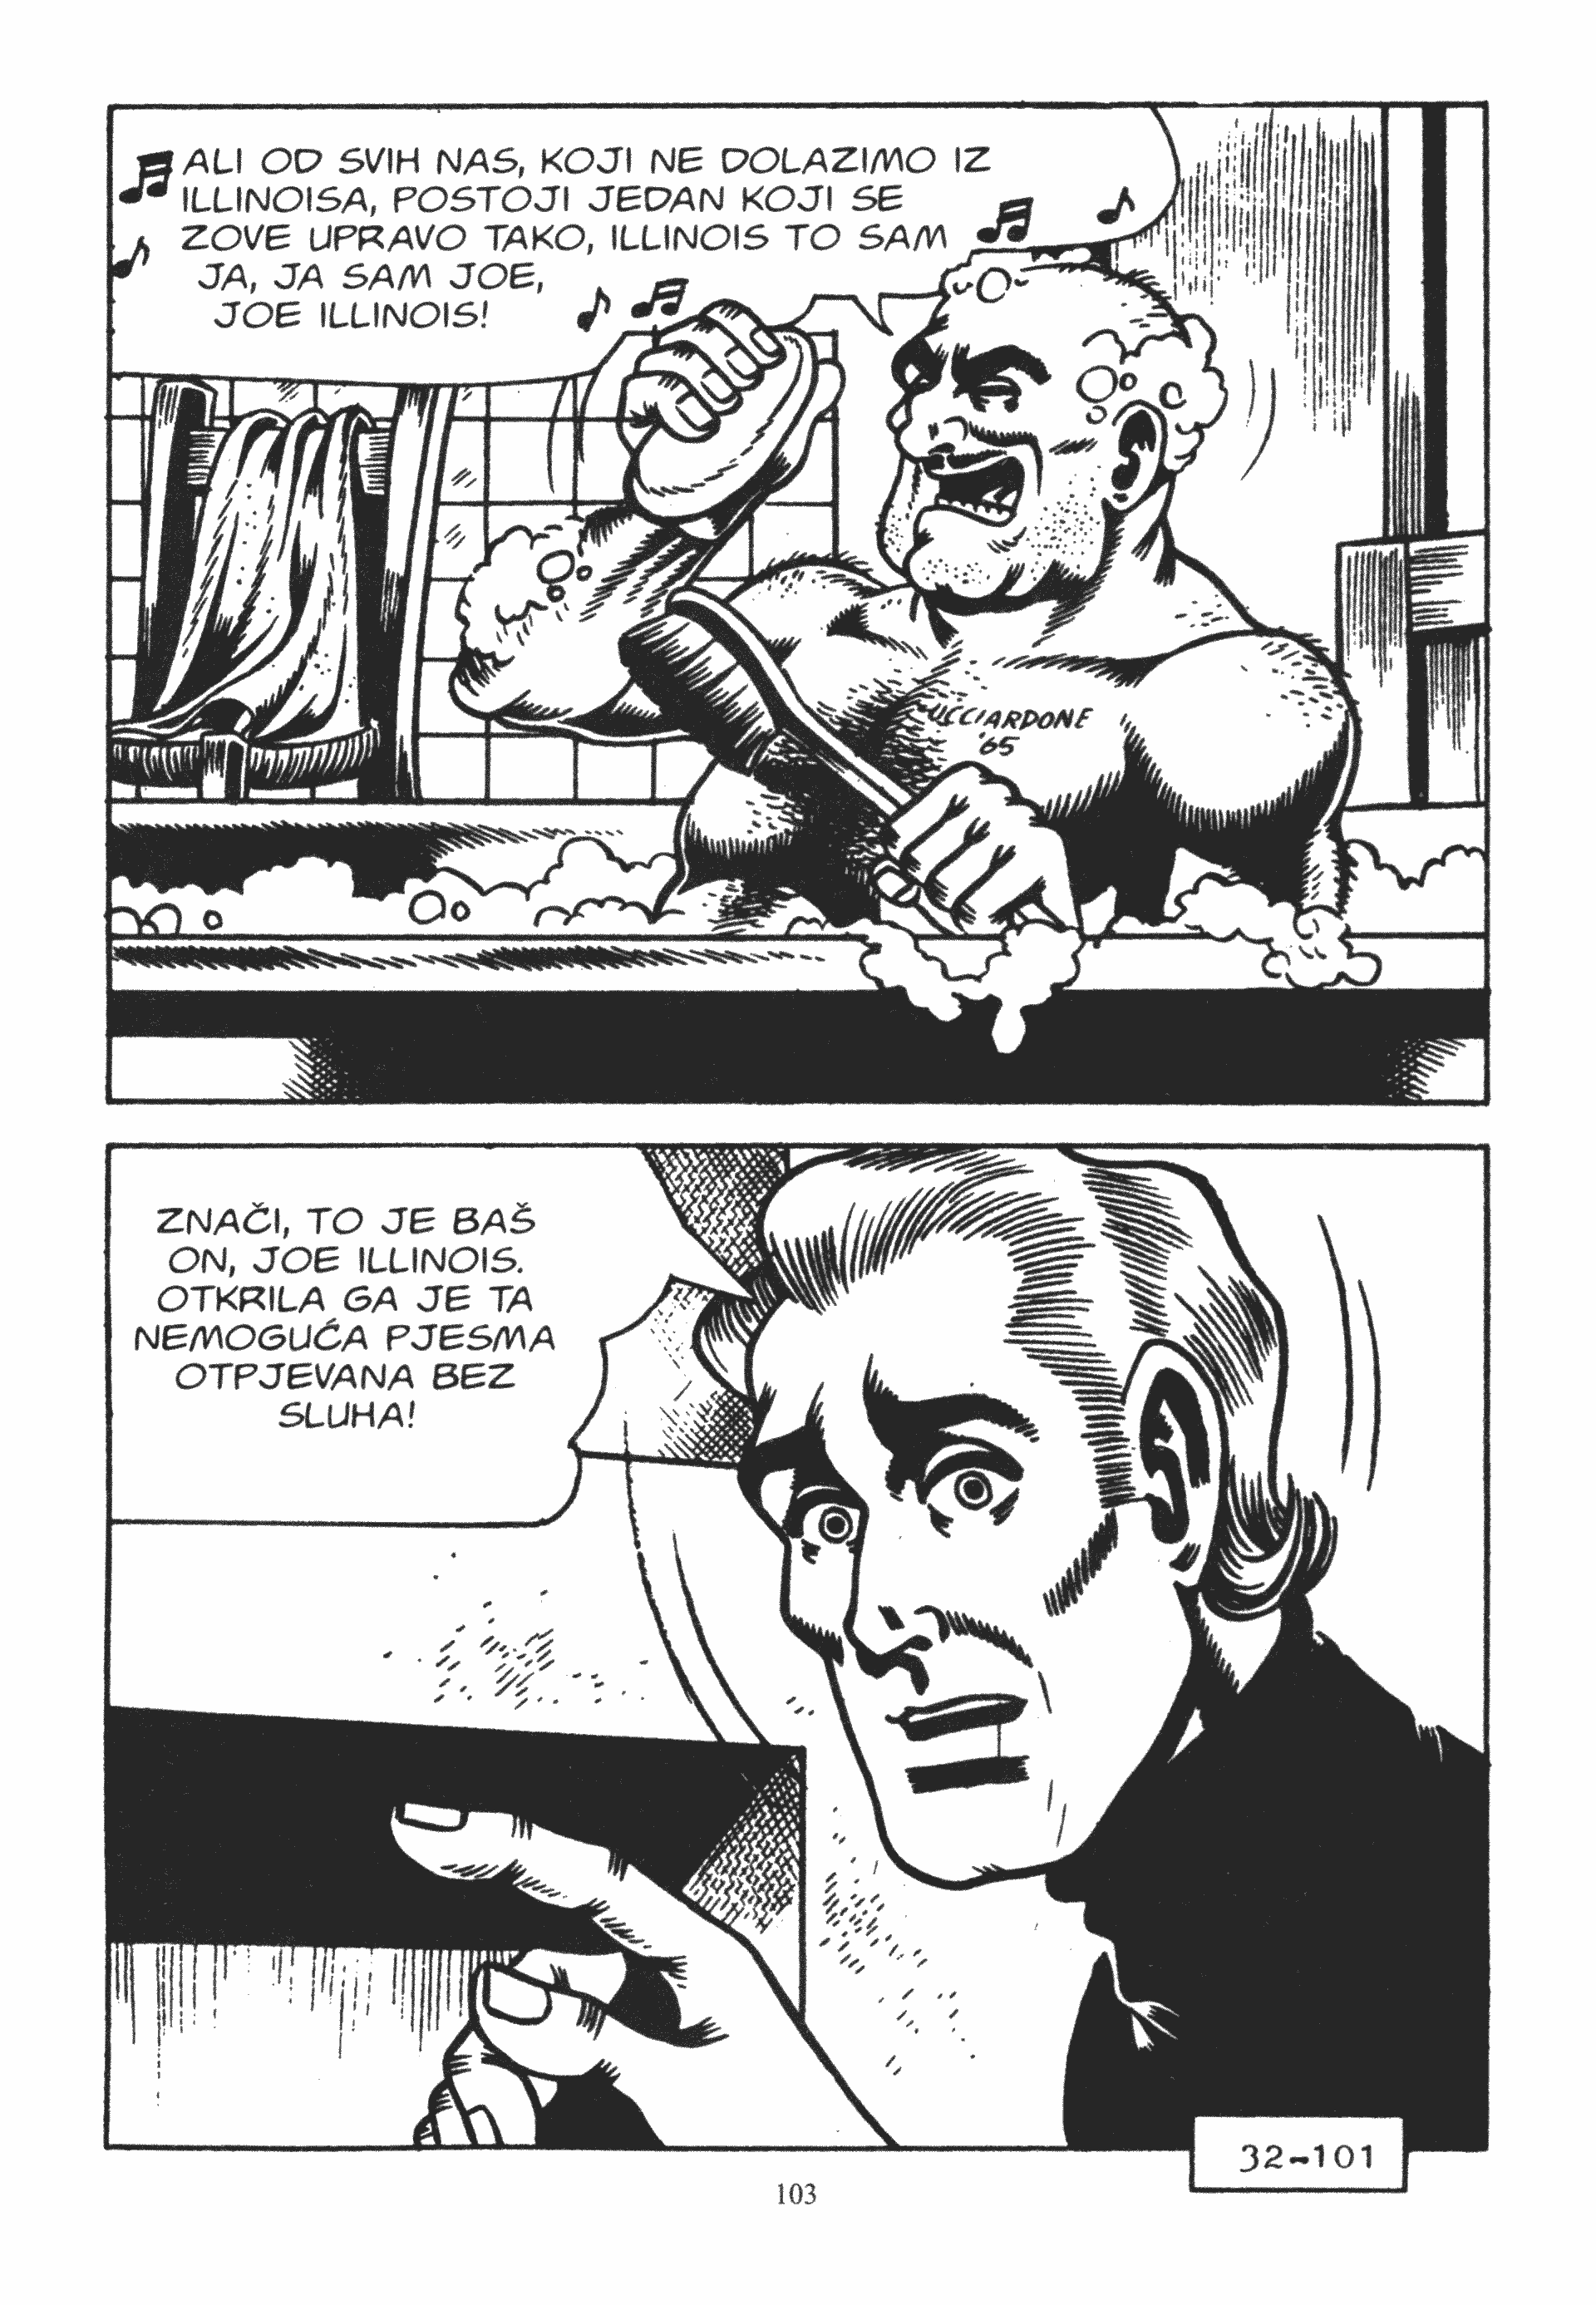 ALI OD SVIH NAS, KOJI NE DOLAZIMO IZ
ILLINOISA, POSTOJI JEDAN KOJI SE
ZOVE UPRAVO TAKO, ILLINOIS TO SAM
JA, JA SAM JOE,
JOE ILLINOIS!
UCCIARDONE
'65
ZNAČI, TO JE BAŠ
ON, JOE ILLINOIS.
OTKRILA GA JE TA
NEMOGUĆA PJESMA
OTPJEVANA BEZ
SLUHA!
32-101
103